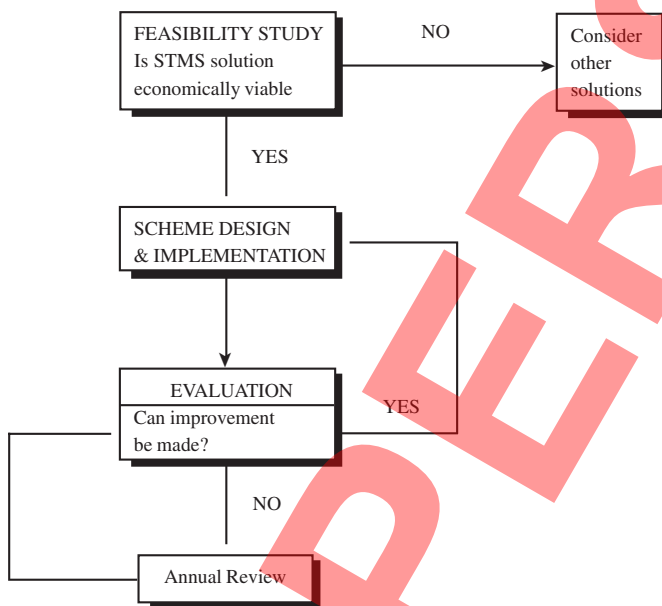 FEASIBILITY STUDY
Is STMS solution
economically viable
NO
Consider
other
solutions
YES
SCHEME DESIGN
& IMPLEMENTATION
EVALUATION
Can improvement
be made?
YES
NO
Annual Review
PERS